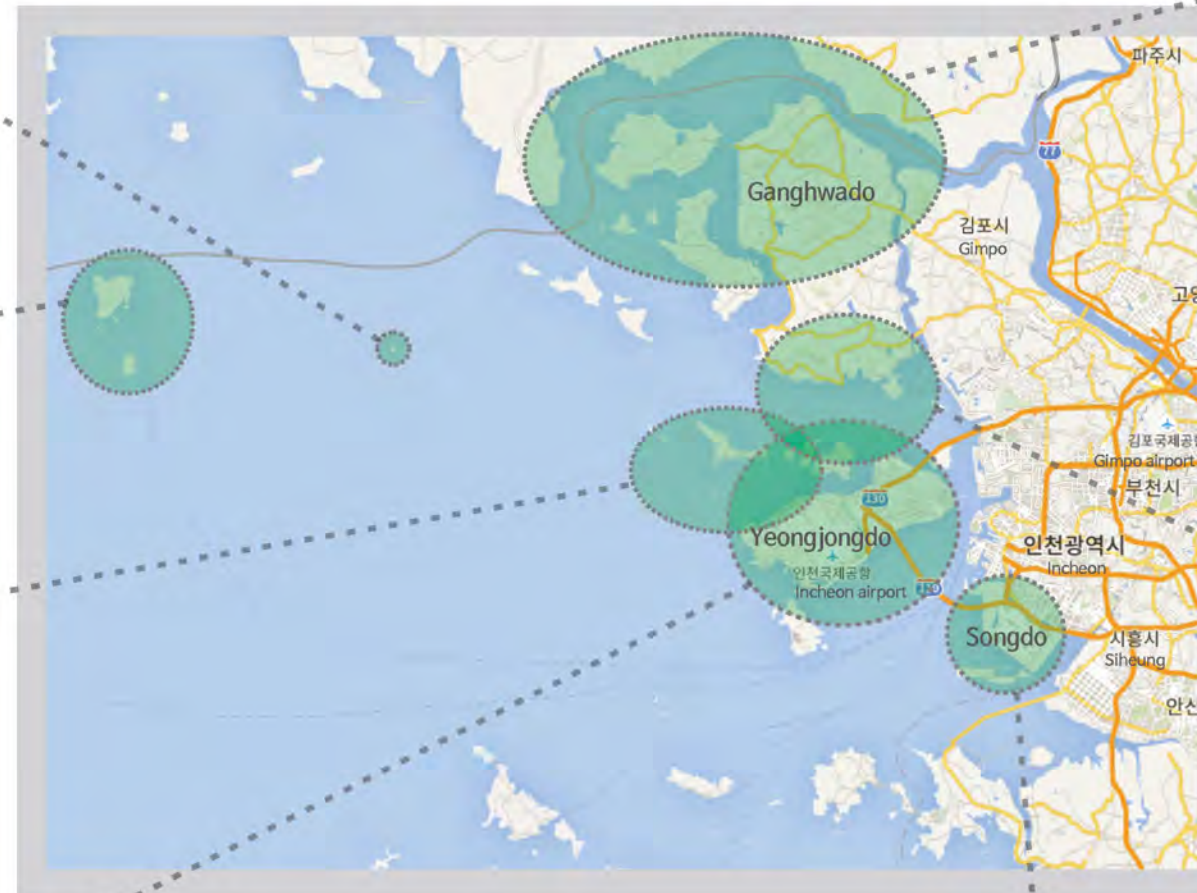 파주시
77
Ganghwado
김포시
Gimpo
고양
김포국제공항
Gimpo airport
130
부천시
Yeongjongdo
인천광역시
Incheon
인천국제공항
Incheon airport
Songdo
시흥시
Siheung
안산